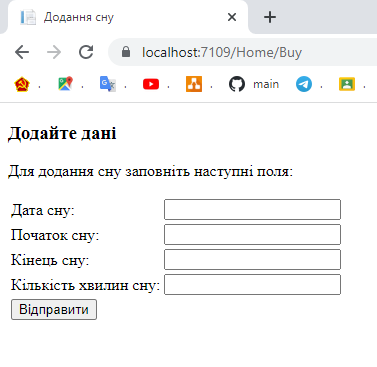 Додання сну
localhost:7109/Home/Buy
. . . . . main . .
Додайте дані
Для додання сну заповніть наступні поля:
Дата сну:
Початок сну:
Кінець сну:
Кількість хвилин сну:
Відправити